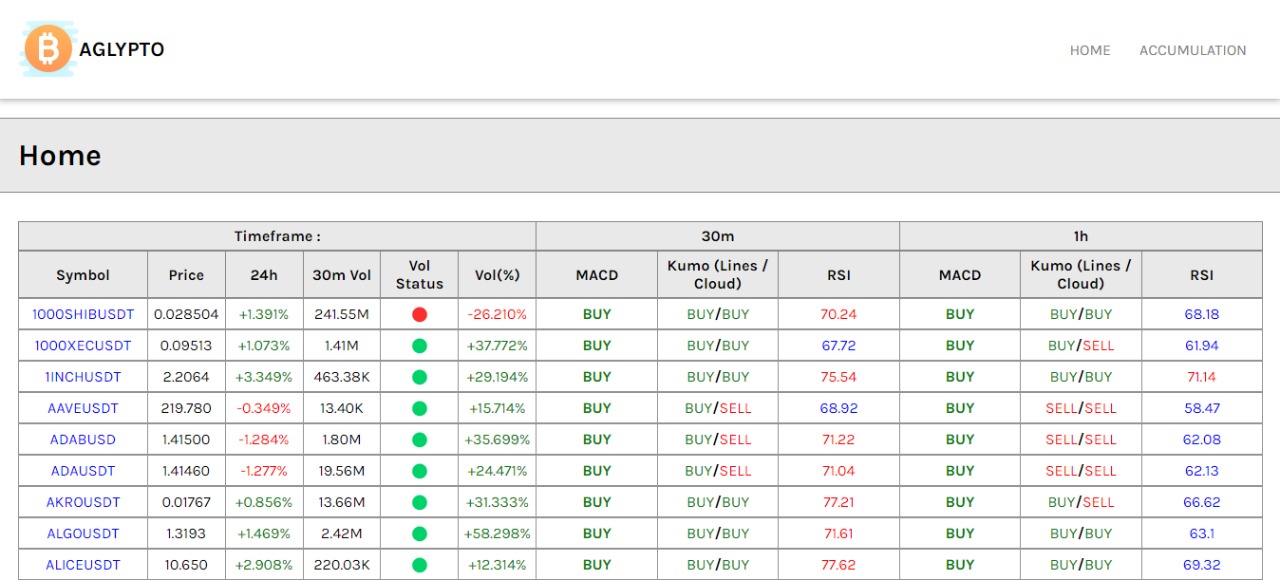 AGLYPTO
HOME ACCUMULATION
Home
Timeframe : 30m 1h
Symbol Price 24h 30m Vol Vol Status Vol(%) MACD Kumo (Lines / Cloud) RSI MACD Kumo (Lines / Cloud) RSI
1000SHIBUSDT 0.028504 +1.391% 241.55M -26.210% BUY BUY/BUY 70.24 BUY BUY/BUY 68.18
1000XECUSDT 0.09513 +1.073% 1.41M +37.772% BUY BUY/BUY 67.72 BUY BUY/SELL 61.94
1INCHUSDT 2.2064 +3.349% 463.38K +29.194% BUY BUY/BUY 75.54 BUY BUY/BUY 71.14
AAVEUSDT 219.780 -0.349% 13.40K +15.714% BUY BUY/SELL 68.92 BUY SELL/SELL 58.47
ADABUSD 1.41500 -1.284% 1.80M +35.699% BUY BUY/SELL 71.22 BUY SELL/SELL 62.08
ADAUSDT 1.41460 -1.277% 19.56M +24.471% BUY BUY/SELL 71.04 BUY SELL/SELL 62.13
AKROUSDT 0.01767 +0.856% 13.66M +31.333% BUY BUY/BUY 77.21 BUY BUY/SELL 66.62
ALGOUSDT 1.3193 +1.469% 2.42M +58.298% BUY BUY/BUY 71.61 BUY BUY/BUY 63.1
ALICEUSDT 10.650 +2.908% 220.03K +12.314% BUY BUY/BUY 77.62 BUY BUY/BUY 69.32